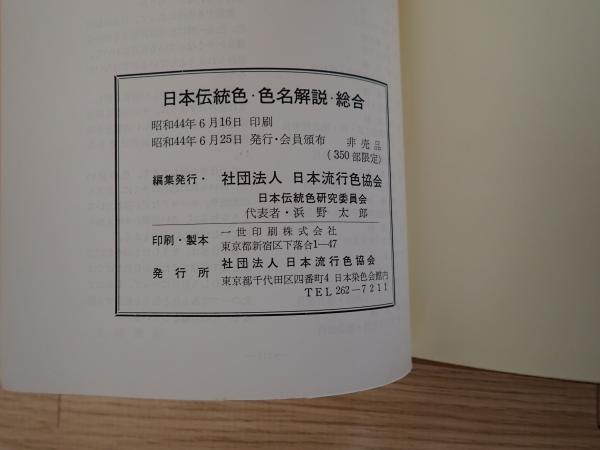 日本伝統色・色名解説・総合
昭和44年6月16日 印刷
昭和44年6月25日 発行・会員頒布 非売品
(350部限定)
編集発行・ 社団法人 日本流行色協会
日本伝統色研究委員会
代表者・浜野太郎
印刷・製本 一世印刷株式会社
東京都新宿区下落合1—47
発行所 社団法人 日本流行色協会
東京都千代田区四番町4 日本染色会館内
TEL 262—7211